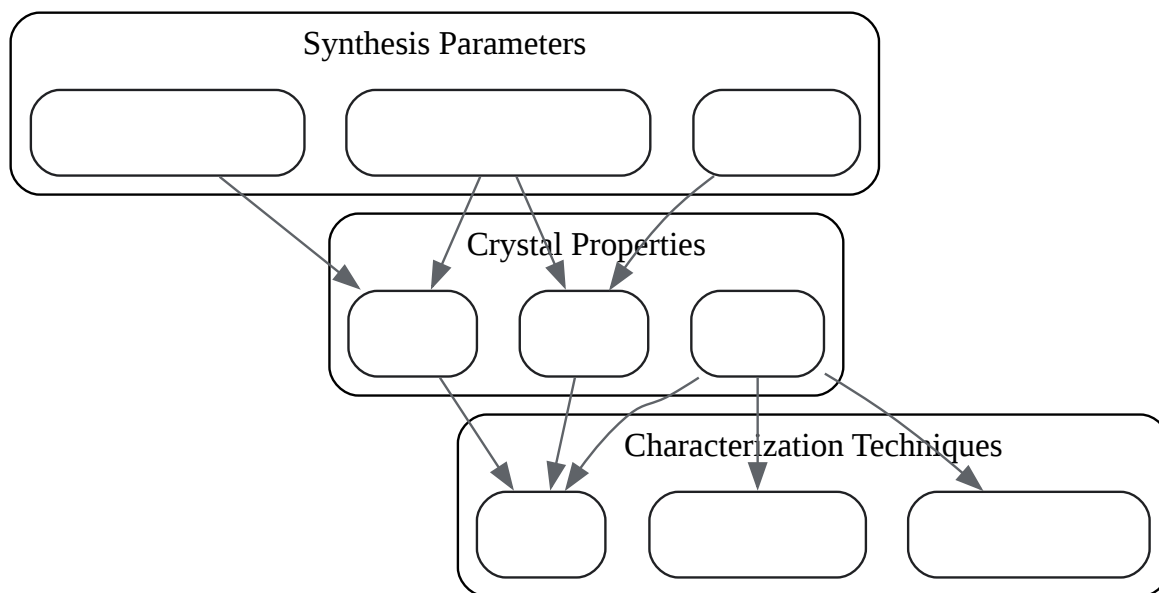 Synthesis Parameters
Crystal Properties
Characterization Techniques